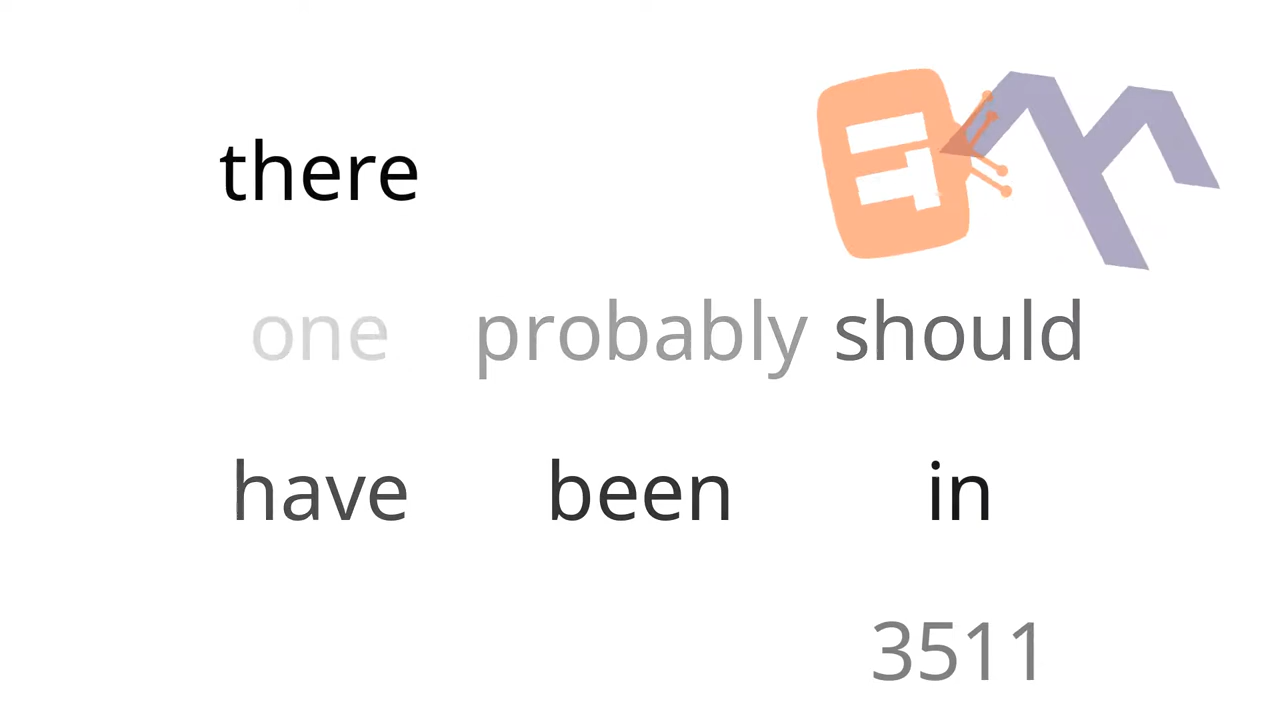 there
one probably should
have been in
3511